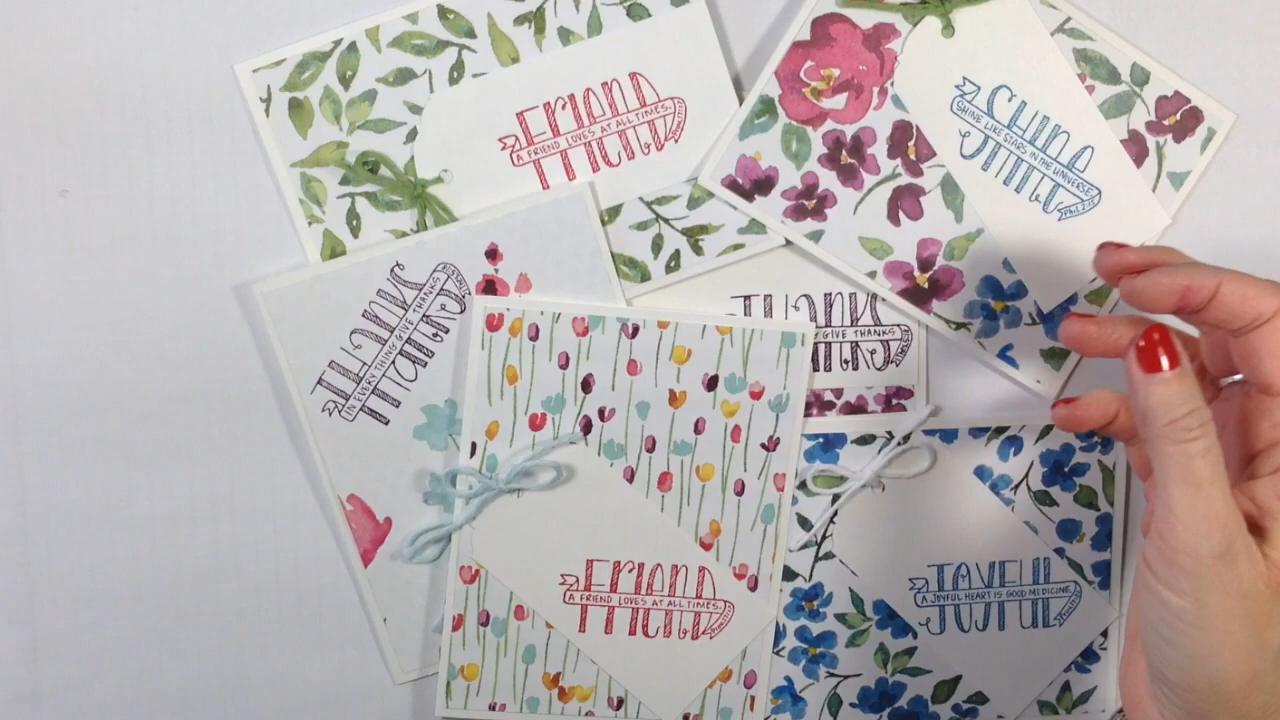 FRIEND
A FRIEND LOVES AT ALL TIMES.
SHINE
SHINE LIKE STARS IN THE UNIVERSE.
PHIL 2:15
THANKS
IN EVERYTHING GIVE THANKS
THANKS
GIVE THANKS
FRIEND
A FRIEND LOVES AT ALL TIMES.
JOYFUL
A JOYFUL HEART IS GOOD MEDICINE.